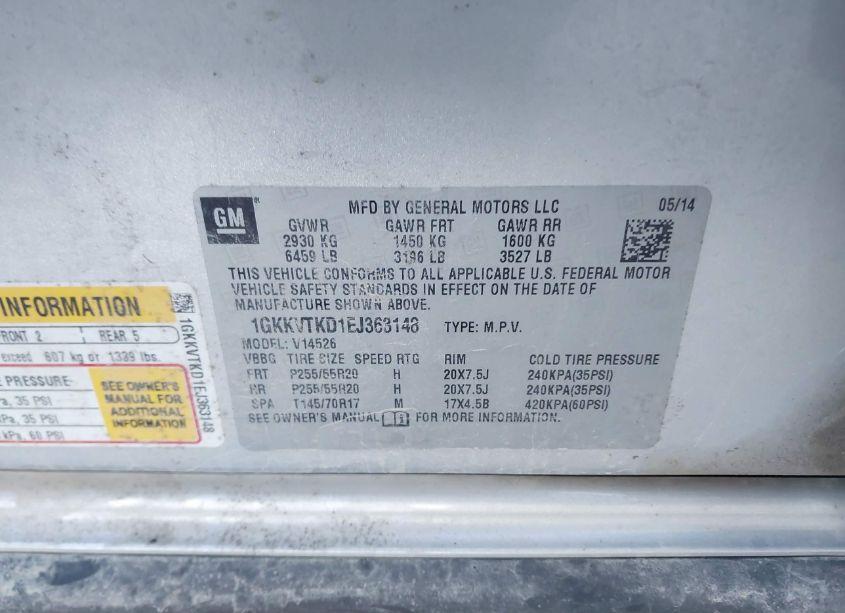 GM
MFD BY GENERAL MOTORS LLC 05/14
GVWR GAWR FRT GAWR RR
2930 KG 1450 KG 1600 KG
6459 LB 3196 LB 3527 LB
THIS VEHICLE CONFORMS TO ALL APPLICABLE U.S. FEDERAL MOTOR
VEHICLE SAFETY STANDARDS IN EFFECT ON THE DATE OF
MANUFACTURE SHOWN ABOVE.
1GKKVTKD1EJ363148 TYPE: M.P.V.
MODEL: V14526
VBBG TIRE SIZE SPEED RTG RIM COLD TIRE PRESSURE
FRT P255/55R20 H 20X7.5J 240KPA(35PSI)
RR P255/55R20 H 20X7.5J 240KPA(35PSI)
SPA T145/70R17 M 17X4.5B 420KPA(60PSI)
SEE OWNER'S MANUAL i FOR MORE INFORMATION.
INFORMATION
FRONT 2 REAR 5
exceed 607 kg or 1339 lbs.
a, 35 PSI
Pa, 35 PSI
kPa, 60 PSI
SEE OWNER'S
MANUAL FOR
ADDITIONAL
INFORMATION
1GKKVTKD1EJ363148